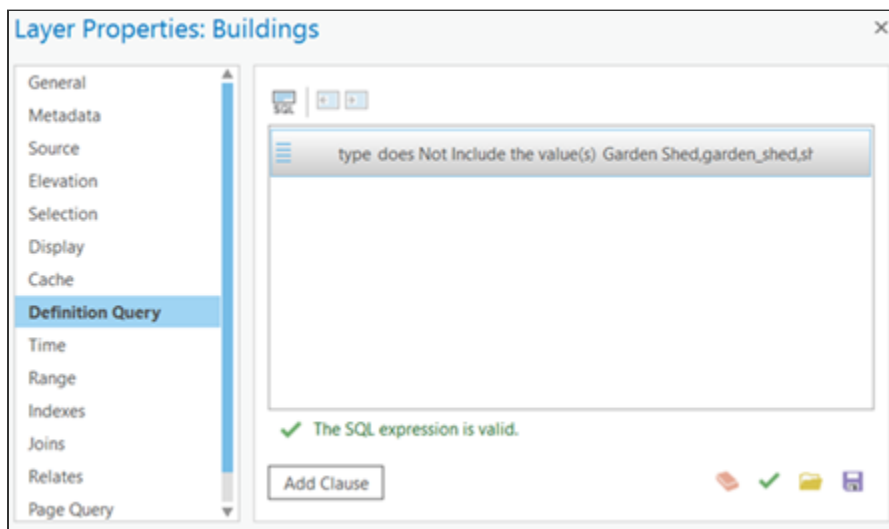 Layer Properties: Buildings
General
Metadata
Source
Elevation
Selection
Display
Cache
Definition Query
Time
Range
Indexes
Joins
Relates
Page Query
SQL
type does Not Include the value(s) Garden Shed,garden_shed,sh
The SQL expression is valid.
Add Clause